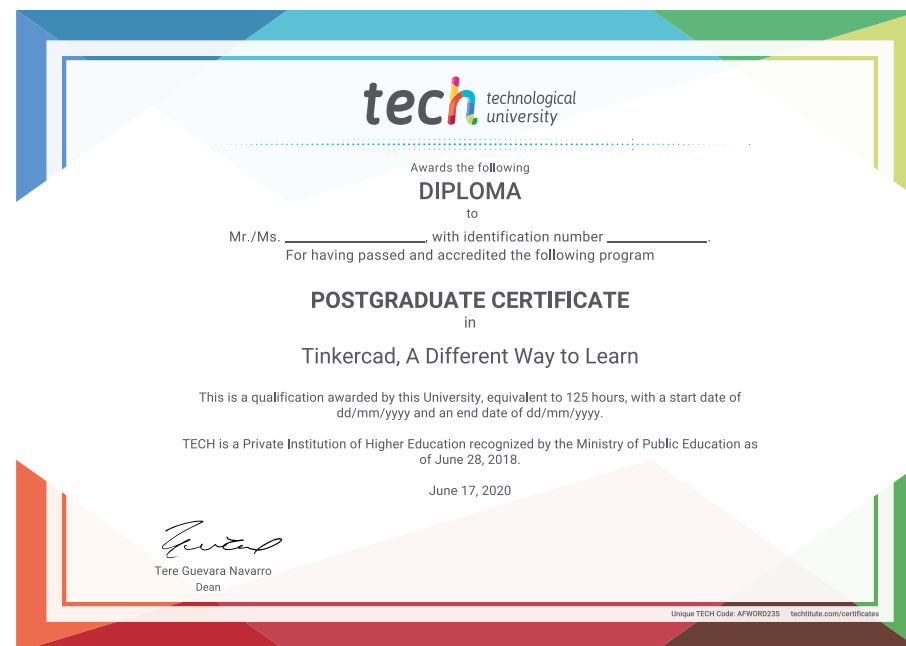 tech technological
university
Awards the following
DIPLOMA
to
Mr./Ms. ____________________, with identification number ______________.
For having passed and accredited the following program
POSTGRADUATE CERTIFICATE
in
Tinkercad, A Different Way to Learn
This is a qualification awarded by this University, equivalent to 125 hours, with a start date of
dd/mm/yyyy and an end date of dd/mm/yyyy.
TECH is a Private Institution of Higher Education recognized by the Ministry of Public Education as
of June 28, 2018.
June 17, 2020
Tere Guevara Navarro
Dean
Unique TECH Code: AFWORD23S techtitute.com/certificates